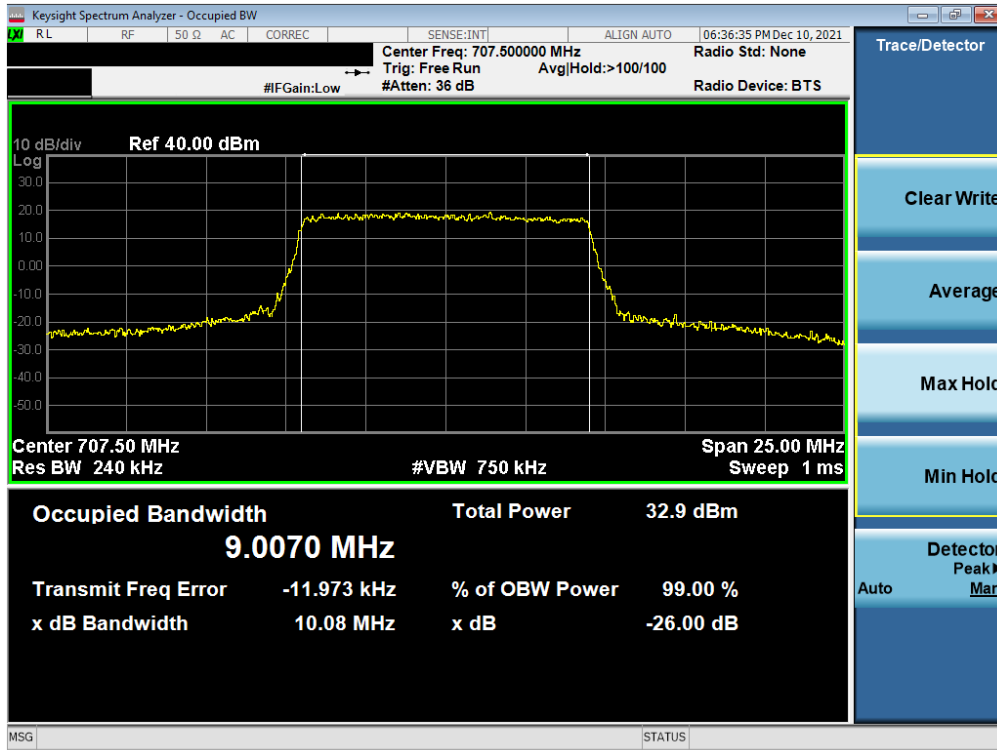 Keysight Spectrum Analyzer - Occupied BW
LXI RL RF 50 Ω AC CORREC SENSE:INT ALIGN AUTO 06:36:35 PM Dec 10, 2021
Center Freq: 707.500000 MHz Radio Std: None
Trig: Free Run Avg|Hold:>100/100
#IFGain:Low #Atten: 36 dB Radio Device: BTS
10 dB/div Ref 40.00 dBm
Log
30.0
20.0
10.0
0.00
-10.0
-20.0
-30.0
-40.0
-50.0
Center 707.50 MHz Span 25.00 MHz
Res BW 240 kHz #VBW 750 kHz Sweep 1 ms
Occupied Bandwidth Total Power 32.9 dBm
9.0070 MHz
Transmit Freq Error -11.973 kHz % of OBW Power 99.00 %
x dB Bandwidth 10.08 MHz x dB -26.00 dB
MSG STATUS
Trace/Detector
Clear Write
Average
Max Hold
Min Hold
Detector
Peak
Auto Man